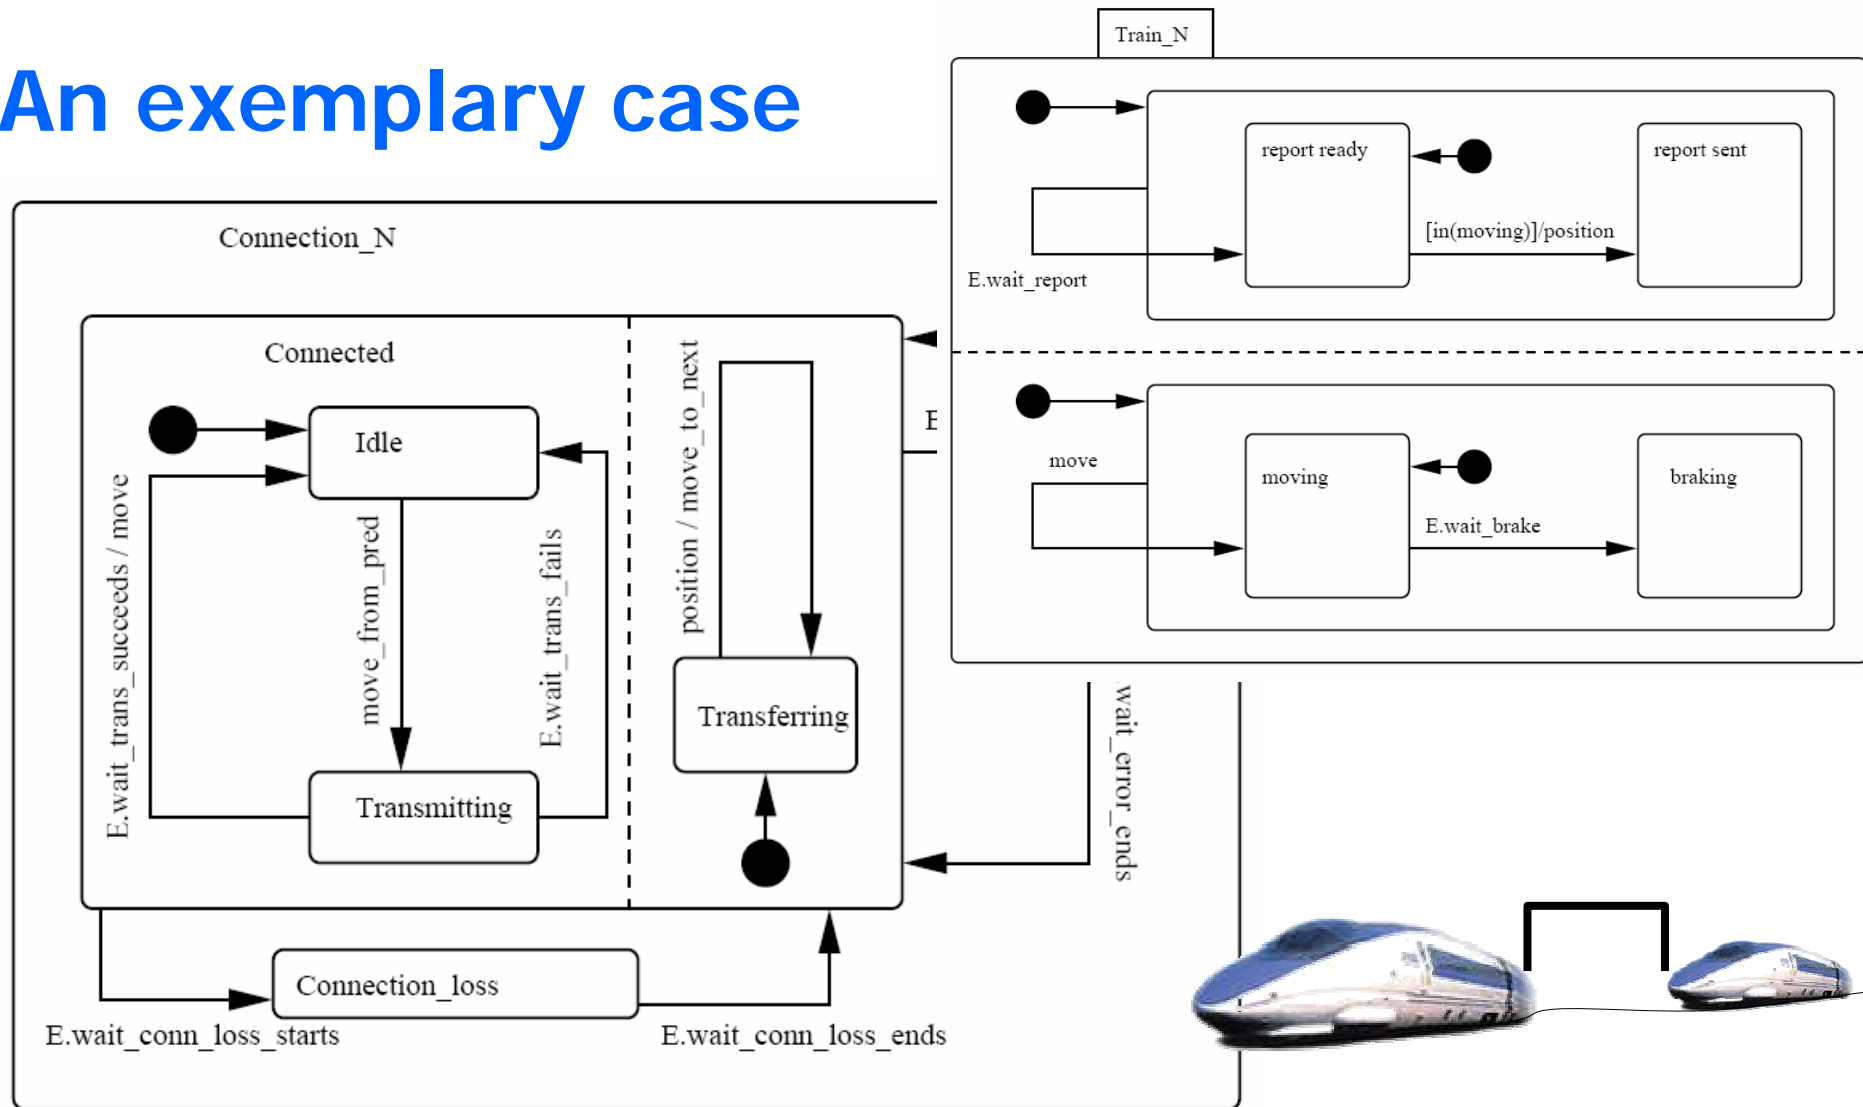 An exemplary case
Train_N
report ready
report sent
[in(moving)]/position
E.wait_report
move
moving
braking
E.wait_brake
Connection_N
Connected
Idle
E.wait_trans_succeeds / move
move_from_pred
E.wait_trans_fails
Transmitting
position / move_to_next
Transferring
wait_error_ends
Connection_loss
E.wait_conn_loss_starts
E.wait_conn_loss_ends